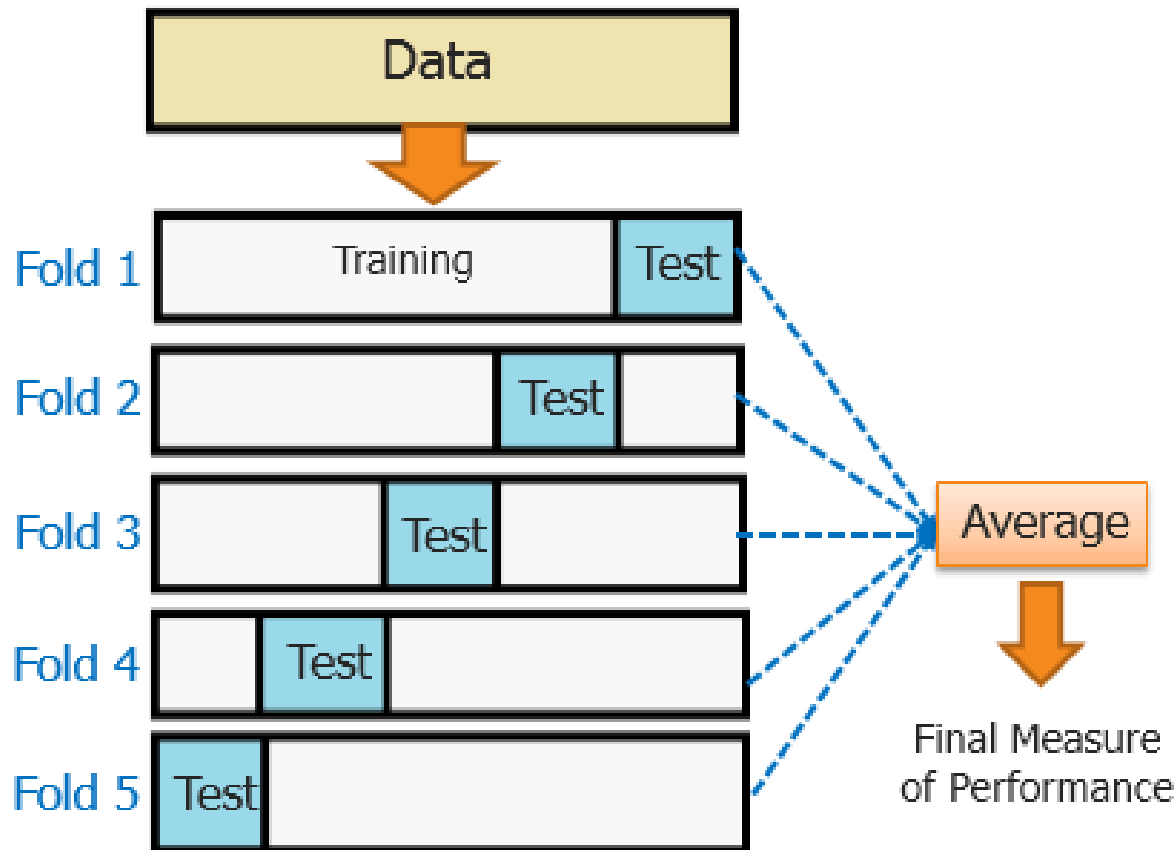 Data
Fold 1
Training
Test
Fold 2
Test
Fold 3
Test
Average
Fold 4
Test
Final Measure
of Performance
Fold 5
Test